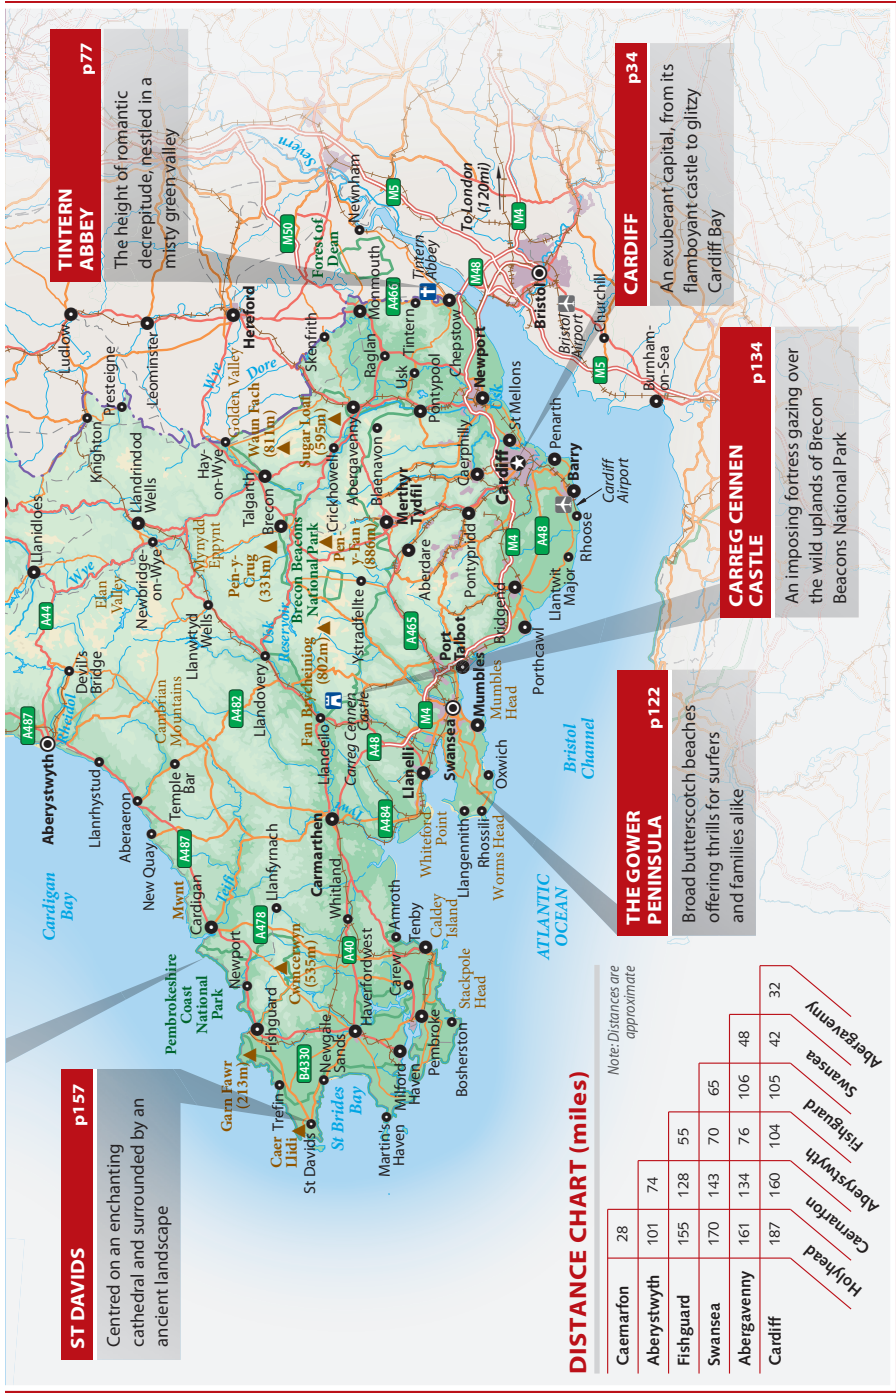 ST DAVIDS p157
Centred on an enchanting
cathedral and surrounded by an
ancient landscape
TINTERN
ABBEY p77
The height of romantic
decrepitude, nestled in a
misty green valley
CARDIFF p34
An exuberant capital, from its
flamboyant castle to glitzy
Cardiff Bay
CARREG CENNEN
CASTLE p134
An imposing fortress gazing over
the wild uplands of Brecon
Beacons National Park
THE GOWER
PENINSULA p122
Broad butterscotch beaches
offering thrills for surfers
and families alike
Cardigan
Bay
Aberystwyth
A487
Rheidol
Devil's
Bridge
A44
Llanidloes
Wye
Elan
Valley
Llanrhystud
Aberaeron
New Quay
A487
Temple
Bar
Cambrian
Mountains
Newbridge-
on-Wye
Llandrindod
Wells
Knighton
Presteigne
Ludlow
Leominster
Mwnt
Cardigan
Teifi
A482
Llanwrtyd
Wells
Mynydd
Eppynt
Hay-
on-Wye
Wye
Golden Valley
Dore
Hereford
M50
Severn
Pembrokeshire
Coast
National
Park
Newport
A478
Llanfyrnach
Llandovery
Usk
Reservoir
Pen-y-
Crug
(331m)
Talgarth
Brecon
Waun Fach
(811m)
Sugar Loaf
(595m)
Skenfrith
Forest of
Dean
Newnham
M5
Garn Fawr
(213m)
Fishguard
Cwmcerwyn
(535m)
Fan Brycheiniog
(802m)
Brecon Beacons
National Park
Crickhowell
Pen-
y-Fan
(886m)
Abergavenny
Monmouth
A466
Raglan
Tintern
Tintern
Abbey
Caer
Llidi
Trefin
St Davids
B4330
Newgale
Sands
Haverfordwest
A40
Whitland
Carmarthen
Tywi
Llandeilo
Carreg Cennen
Castle
Ystradfellte
Blaenavon
Merthyr
Tydfil
Usk
Pontypool
Chepstow
M48
To London
(120mi)
St Brides
Bay
Martin's
Haven
Milford
Haven
Pembroke
Carew
Amroth
Tenby
A484
A48
Aberdare
A465
Caerphilly
Newport
Usk
M4
Caldey
Island
Stackpole
Head
Bosherston
Whiteford
Point
Llanelli
M4
Port
Talbot
Pontypridd
Cardiff
St Mellons
Bristol
Llangennith
Rhossili
Worms Head
Swansea
Mumbles
Mumbles
Head
Oxwich
Bridgend
Porthcawl
M4
A48
Llantwit
Major
Rhoose
Barry
Penarth
Cardiff
Airport
Bristol
Airport
Churchill
M5
Burnham-
on-Sea
Bristol
Channel
ATLANTIC
OCEAN
DISTANCE CHART (miles)
Note: Distances are
approximate
Caernarfon 28
Aberystwyth 101 74
Fishguard 155 128 55
Swansea 170 143 70 65
Abergavenny 161 134 76 106 48
Cardiff 187 160 104 105 42 32
Holyhead
Caernarfon
Aberystwyth
Fishguard
Swansea
Abergavenny